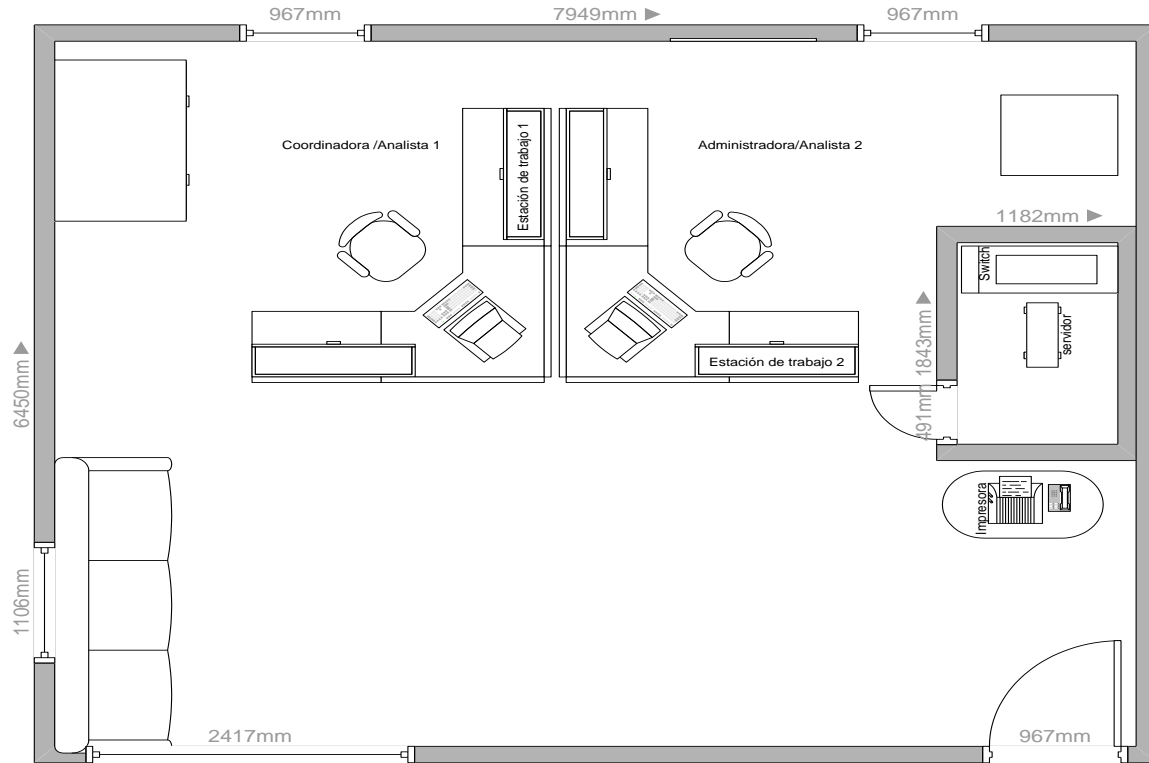 967mm
7949mm ►
967mm
Coordinadora /Analista 1
Estación de trabajo 1
Administradora/Analista 2
1182mm ►
Switch
servidor
491mm 1843mm ►
6450mm ►
Estación de trabajo 2
Impresora
1106mm
2417mm
967mm